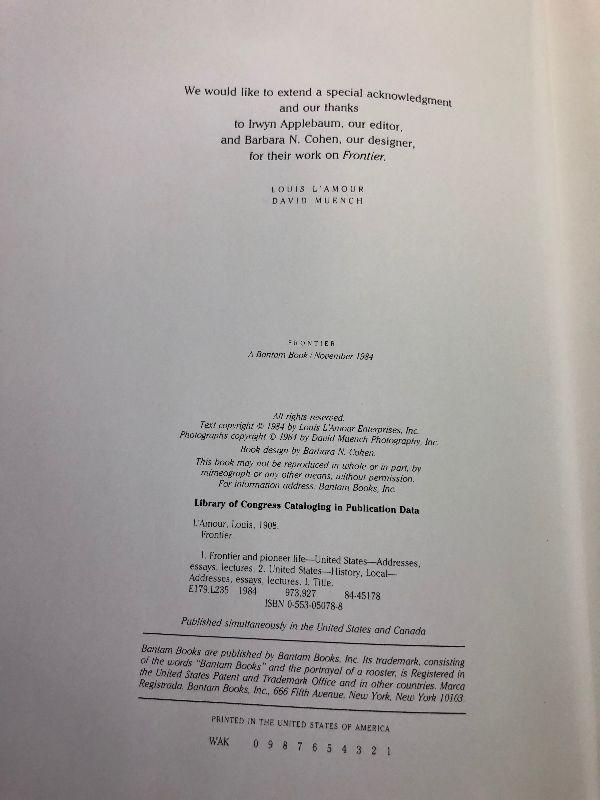 We would like to extend a special acknowledgment
and our thanks
to Irwyn Applebaum, our editor,
and Barbara N. Cohen, our designer,
for their work on Frontier.
LOUIS L'AMOUR
DAVID MUENCH
FRONTIER
A Bantam Book / November 1984
All rights reserved.
Text copyright © 1984 by Louis L'Amour Enterprises, Inc.
Photographs copyright © 1984 by David Muench Photography, Inc.
Book design by Barbara N. Cohen.
This book may not be reproduced in whole or in part, by
mimeograph or any other means, without permission.
For information address: Bantam Books, Inc.
Library of Congress Cataloging in Publication Data
L'Amour, Louis, 1908.
Frontier
1. Frontier and pioneer life—United States—Addresses,
essays, lectures. 2. United States—History, Local—
Addresses, essays, lectures. I. Title.
E179.L235 1984 973.927 84-45178
ISBN 0-553-05078-8
Published simultaneously in the United States and Canada
Bantam Books are published by Bantam Books, Inc. Its trademark, consisting
of the words "Bantam Books" and the portrayal of a rooster, is Registered in
the United States Patent and Trademark Office and in other countries. Marca
Registrada. Bantam Books, Inc., 666 Fifth Avenue, New York, New York 10103.
PRINTED IN THE UNITED STATES OF AMERICA
WAK 0 9 8 7 6 5 4 3 2 1